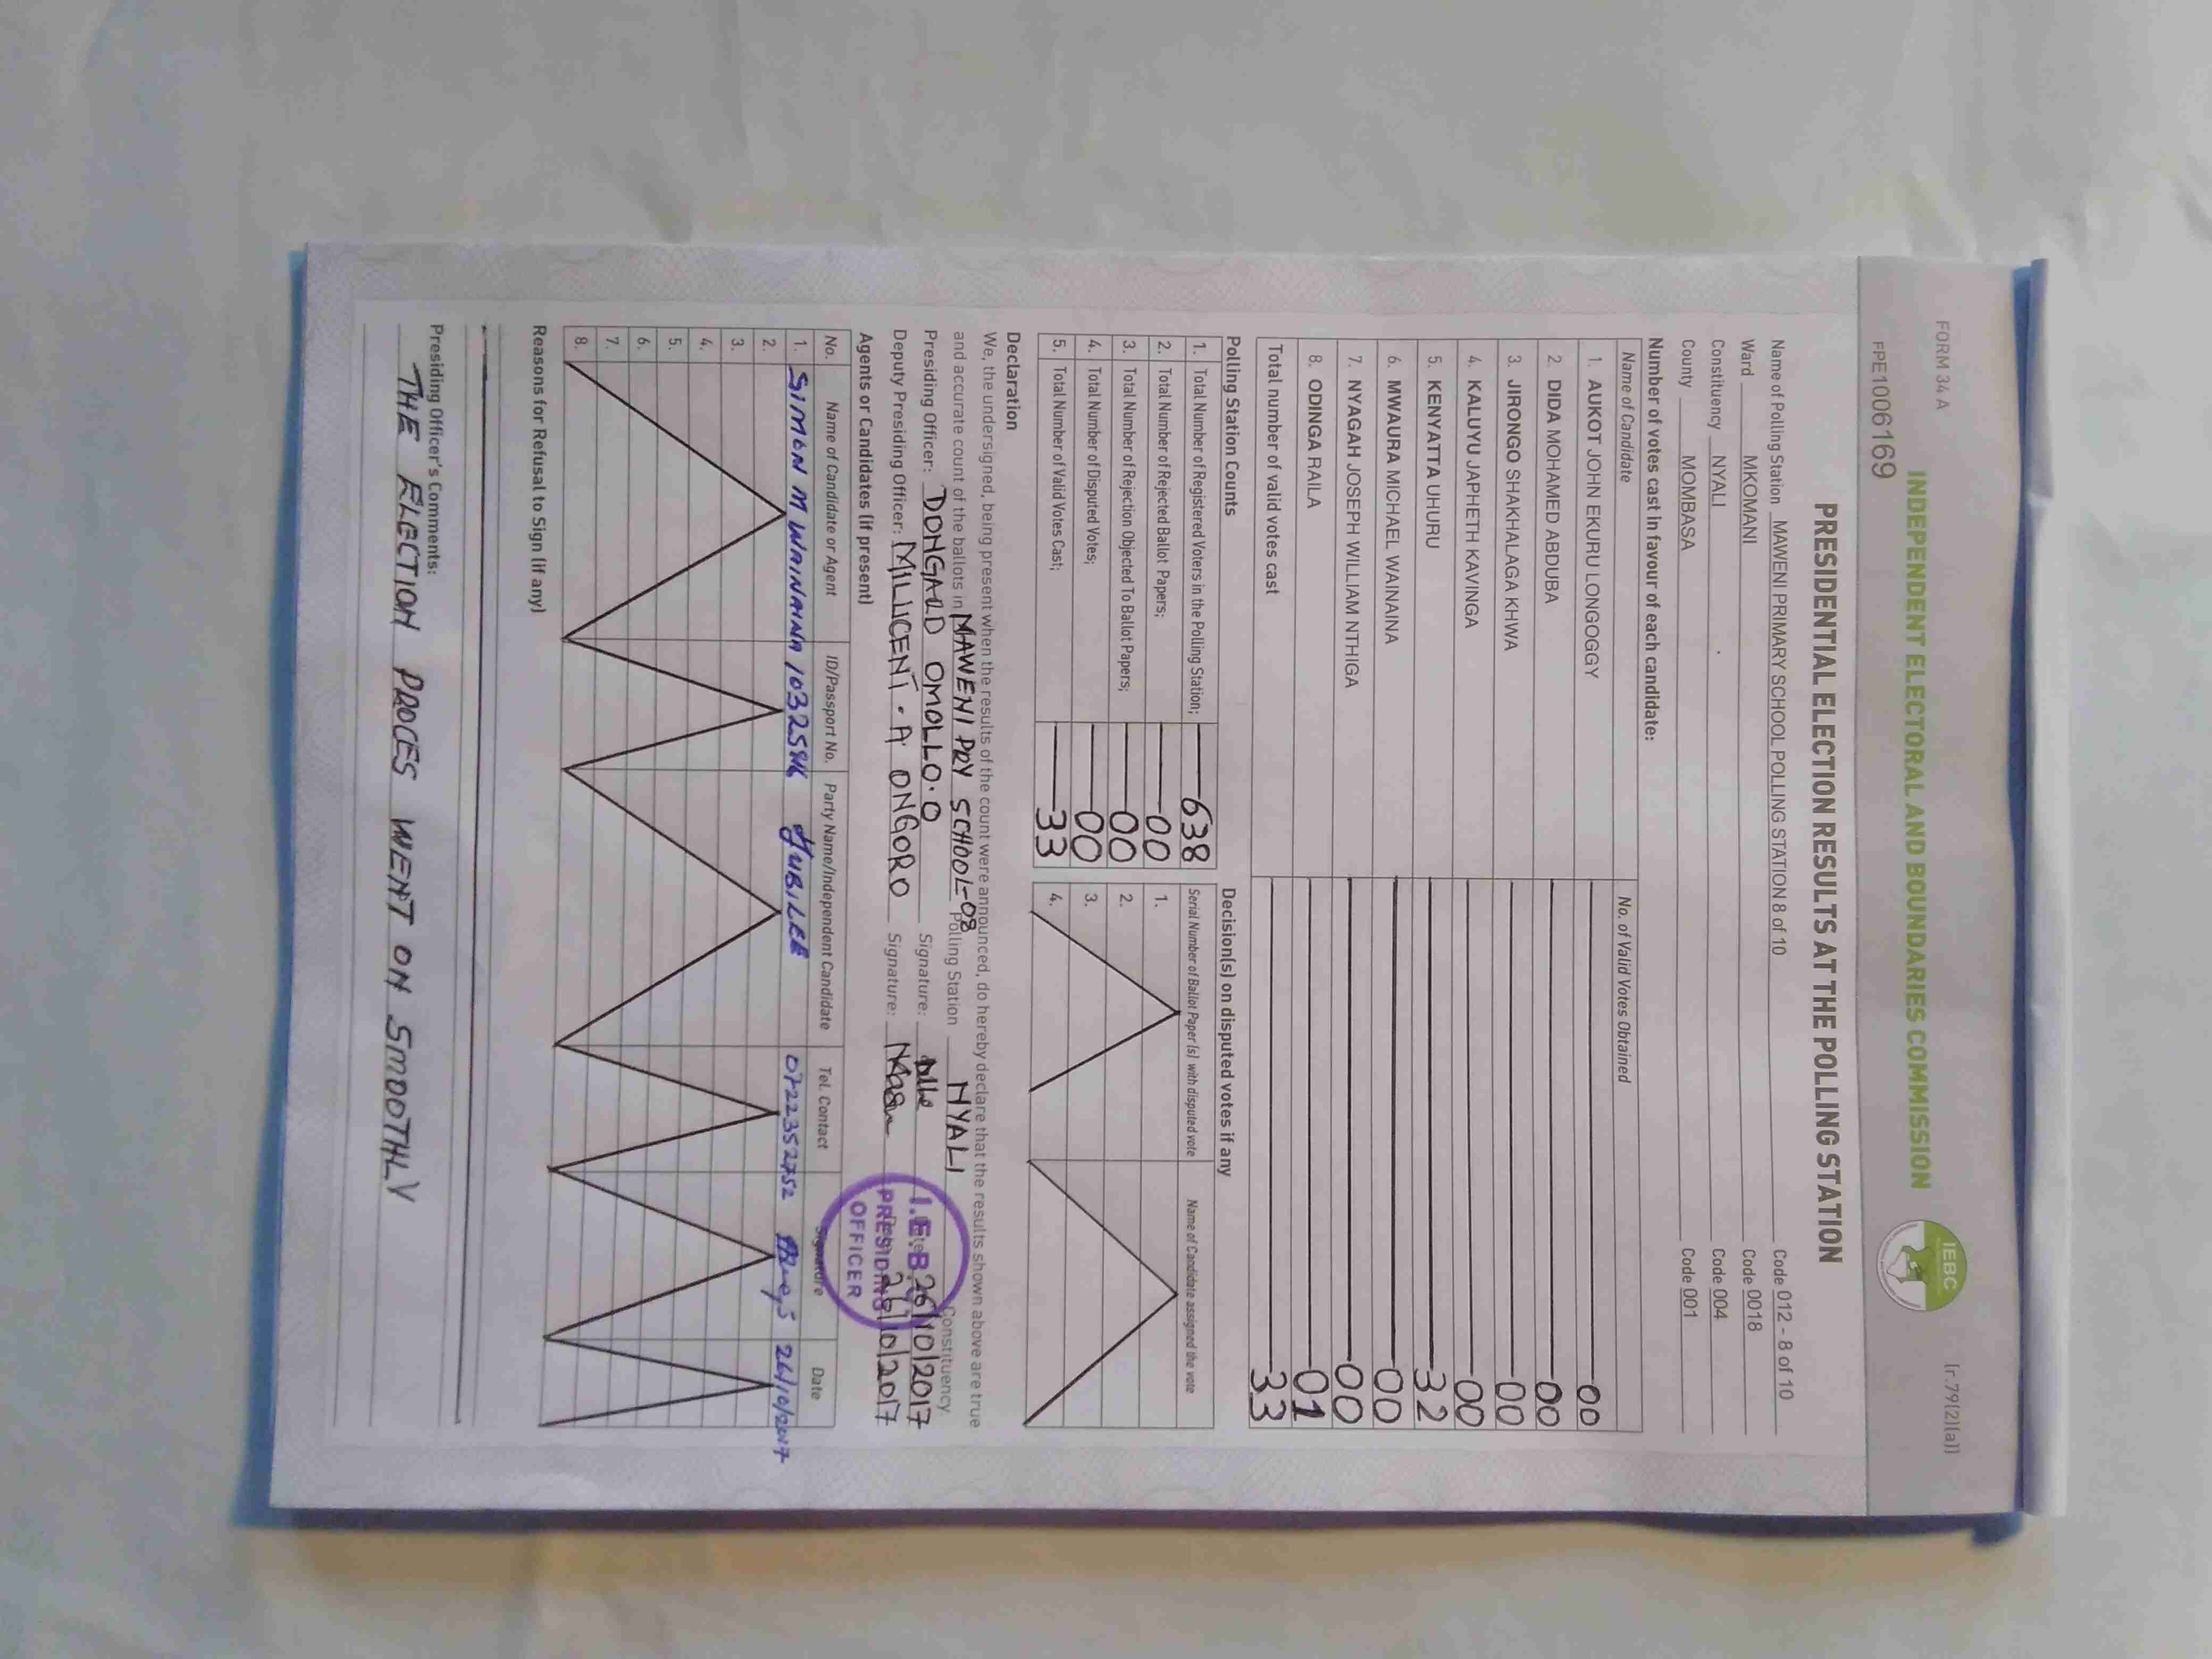 FORM 34 A
(r.79(2)(a))
INDEPENDENT ELECTORAL AND BOUNDARIES COMMISSION
IEBC
FPE1006169
PRESIDENTIAL ELECTION RESULTS AT THE POLLING STATION
Name of Polling Station MAWENI PRIMARY SCHOOL POLLING STATION 8 of 10 Code 012 - 8 of 10
Ward MKOMANI Code 0018
Constituency NYALI Code 004
County MOMBASA Code 001
Number of votes cast in favour of each candidate:
Name of Candidate No. of Valid Votes Obtained
1. AUKOT JOHN EKURU LONGOGGY 00
2. DIDA MOHAMED ABDUBA 00
3. JIRONGO SHAKHALAGA KHWA 00
4. KALUYU JAPHETH KAVINGA 00
5. KENYATTA UHURU 32
6. MWAURA MICHAEL WAINAINA 00
7. NYAGAH JOSEPH WILLIAM NTHIGA 00
8. ODINGA RAILA 01
Total number of valid votes cast 33
Polling Station Counts
1. Total Number of Registered Voters in the Polling Station; 638
2. Total Number of Rejected Ballot Papers; 00
3. Total Number of Rejection Objected To Ballot Papers; 00
4. Total Number of Disputed Votes; 00
5. Total Number of Valid Votes Cast; 33
Decision(s) on disputed votes if any
Serial Number of Ballot Paper (s) with disputed vote Name of Candidate assigned the vote
1.
2.
3.
4.
Declaration
We, the undersigned, being present when the results of the count were announced, do hereby declare that the results shown above are true
and accurate count of the ballots in MAWENI PRY SCHOOL-08 Polling Station NYALI Constituency
Presiding Officer: DONGARD OMOLLO.O Signature: Date 26/10/2017
Deputy Presiding Officer: MILLICENT . A ONGORO Signature: 26/10/2017
I.E.B.C
PRESIDING
OFFICER
Agents or Candidates (if present)
No. Name of Candidate or Agent ID/Passport No. Party Name/Independent Candidate Tel. Contact Signature Date
1. SIMON M WAINAINA JUBILEE 0722352752 26/10/2017
2.
3.
4.
5.
6.
7.
8.
Reasons for Refusal to Sign (if any)
Presiding Officer's Comments:
THE ELECTION PROCES WENT ON SMOOTHLY